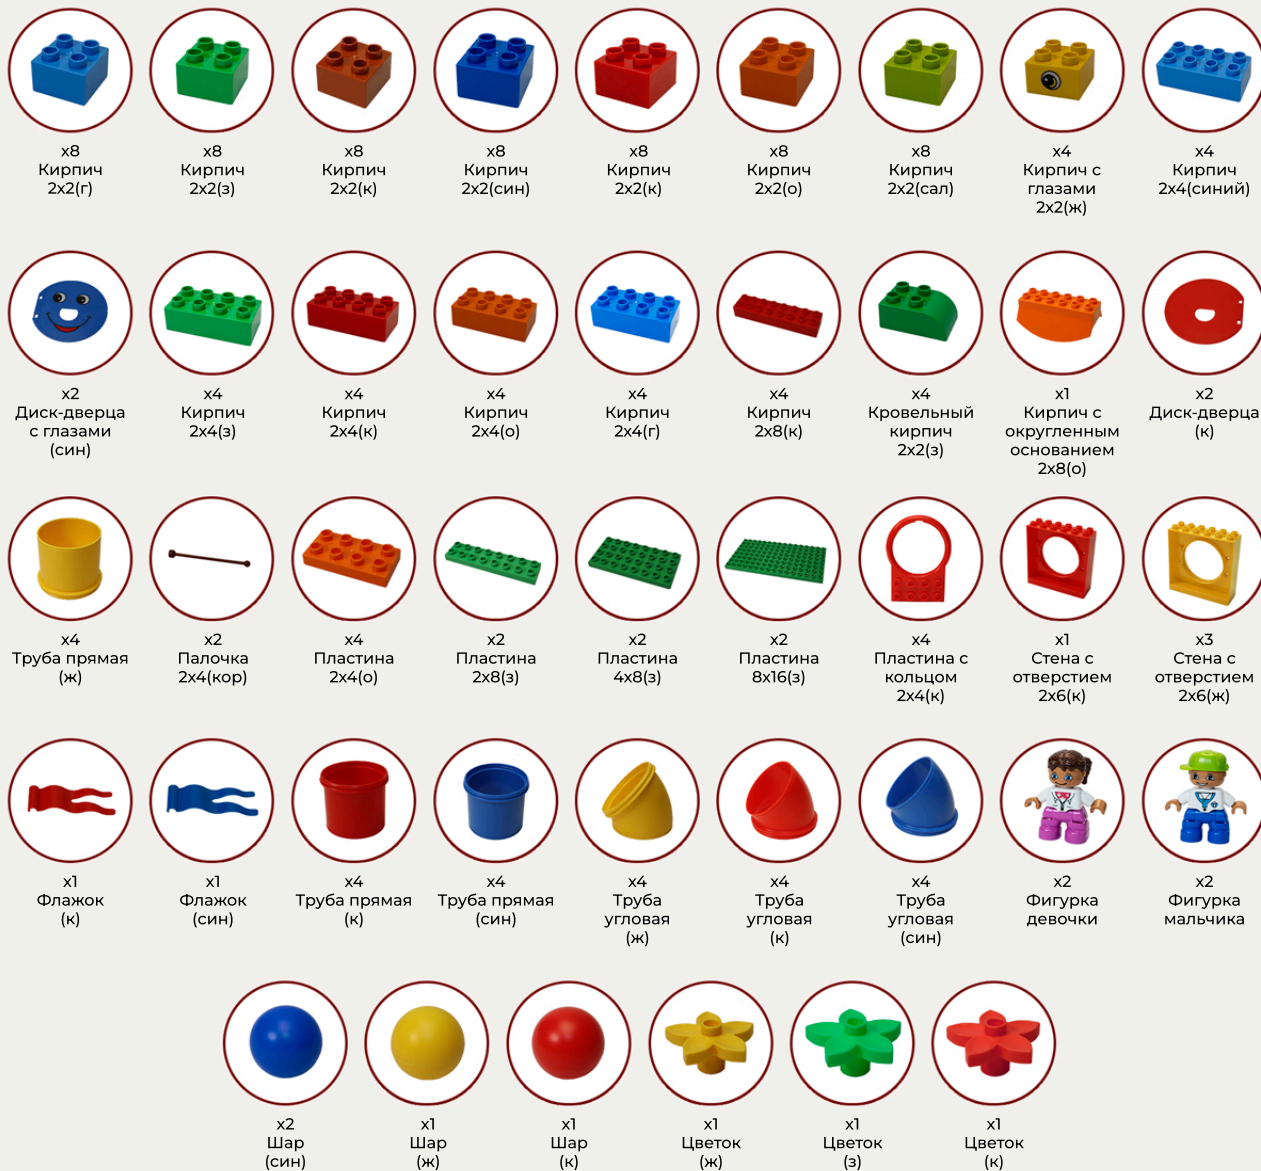 x8
Кирпич
2x2(г)
x8
Кирпич
2x2(з)
x8
Кирпич
2x2(к)
x8
Кирпич
2x2(син)
x8
Кирпич
2x2(к)
x8
Кирпич
2x2(о)
x8
Кирпич
2x2(сал)
x4
Кирпич с
глазами
2x2(ж)
x4
Кирпич
2x4(синий)
x2
Диск-дверца
с глазами
(син)
x4
Кирпич
2x4(з)
x4
Кирпич
2x4(к)
x4
Кирпич
2x4(о)
x4
Кирпич
2x4(г)
x4
Кирпич
2x8(к)
x4
Кровельный
кирпич
2x2(з)
x1
Кирпич с
округленным
основанием
2x8(о)
x2
Диск-дверца
(к)
x4
Труба прямая
(ж)
x2
Палочка
2x4(кор)
x4
Пластина
2x4(о)
x2
Пластина
2x8(з)
x2
Пластина
4x8(з)
x2
Пластина
8x16(з)
x4
Пластина с
кольцом
2x4(к)
x1
Стена с
отверстием
2x6(к)
x3
Стена с
отверстием
2x6(ж)
x1
Флажок
(к)
x1
Флажок
(син)
x4
Труба прямая
(к)
x4
Труба прямая
(син)
x4
Труба
угловая
(ж)
x4
Труба
угловая
(к)
x4
Труба
угловая
(син)
x2
Фигурка
девочки
x2
Фигурка
мальчика
x2
Шар
(син)
x1
Шар
(ж)
x1
Шар
(к)
x1
Цветок
(ж)
x1
Цветок
(з)
x1
Цветок
(к)